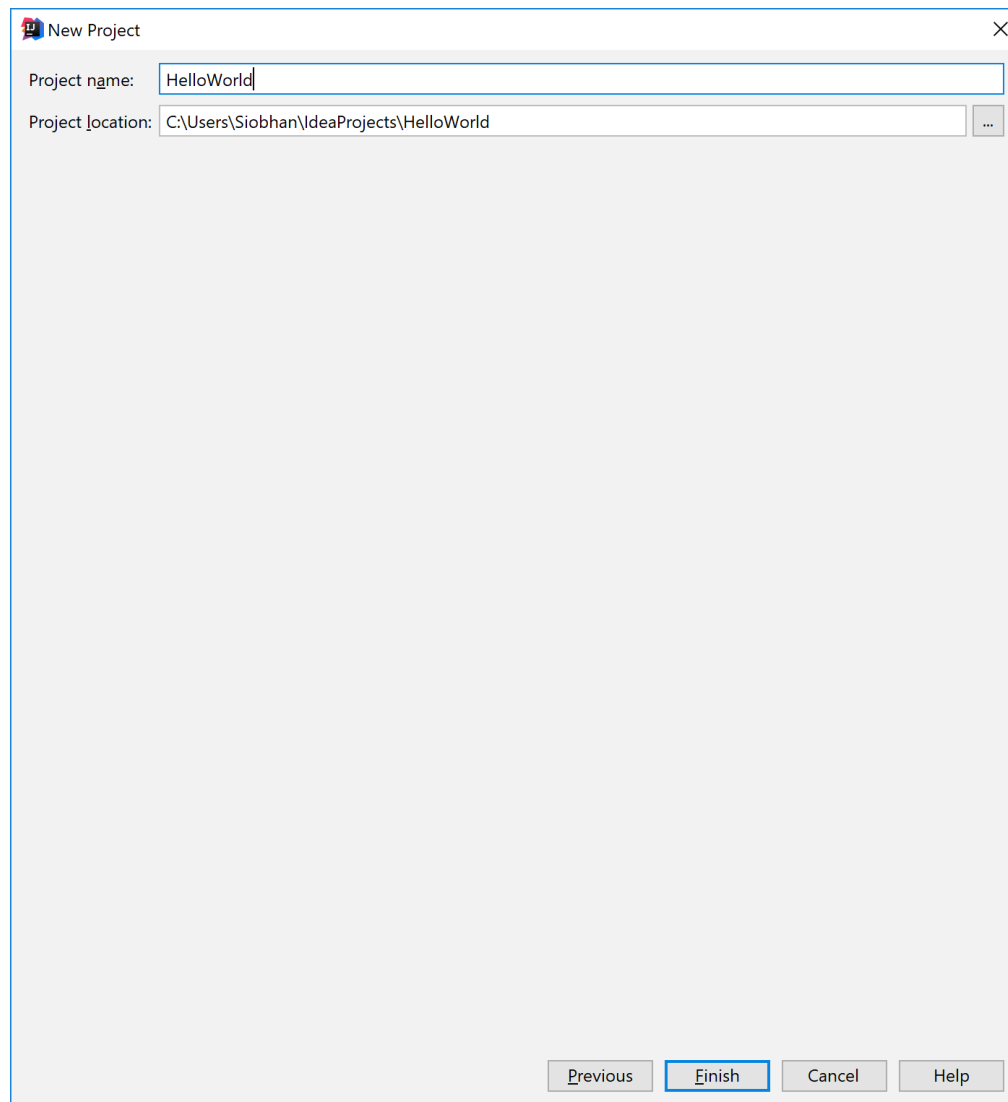 New Project
Project name: HelloWorld
Project location: C:\Users\Siobhan\IdeaProjects\HelloWorld ...
Previous Finish Cancel Help